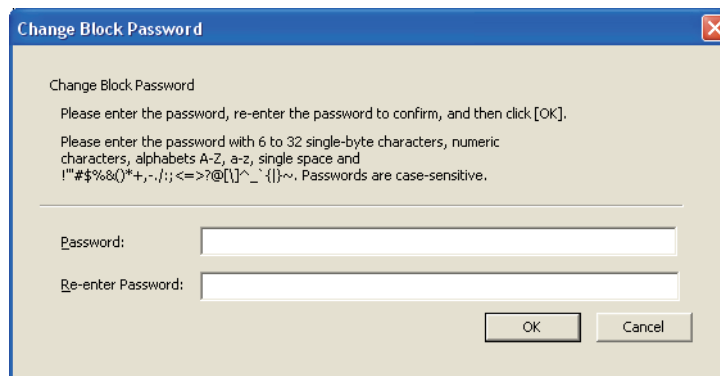 Change Block Password
Change Block Password
Please enter the password, re-enter the password to confirm, and then click [OK].
Please enter the password with 6 to 32 single-byte characters, numeric
characters, alphabets A-Z, a-z, single space and
!"'#$%&()*+,-./:;<=>?@[\]^_`{|}~. Passwords are case-sensitive.
Password:
Re-enter Password:
OK Cancel